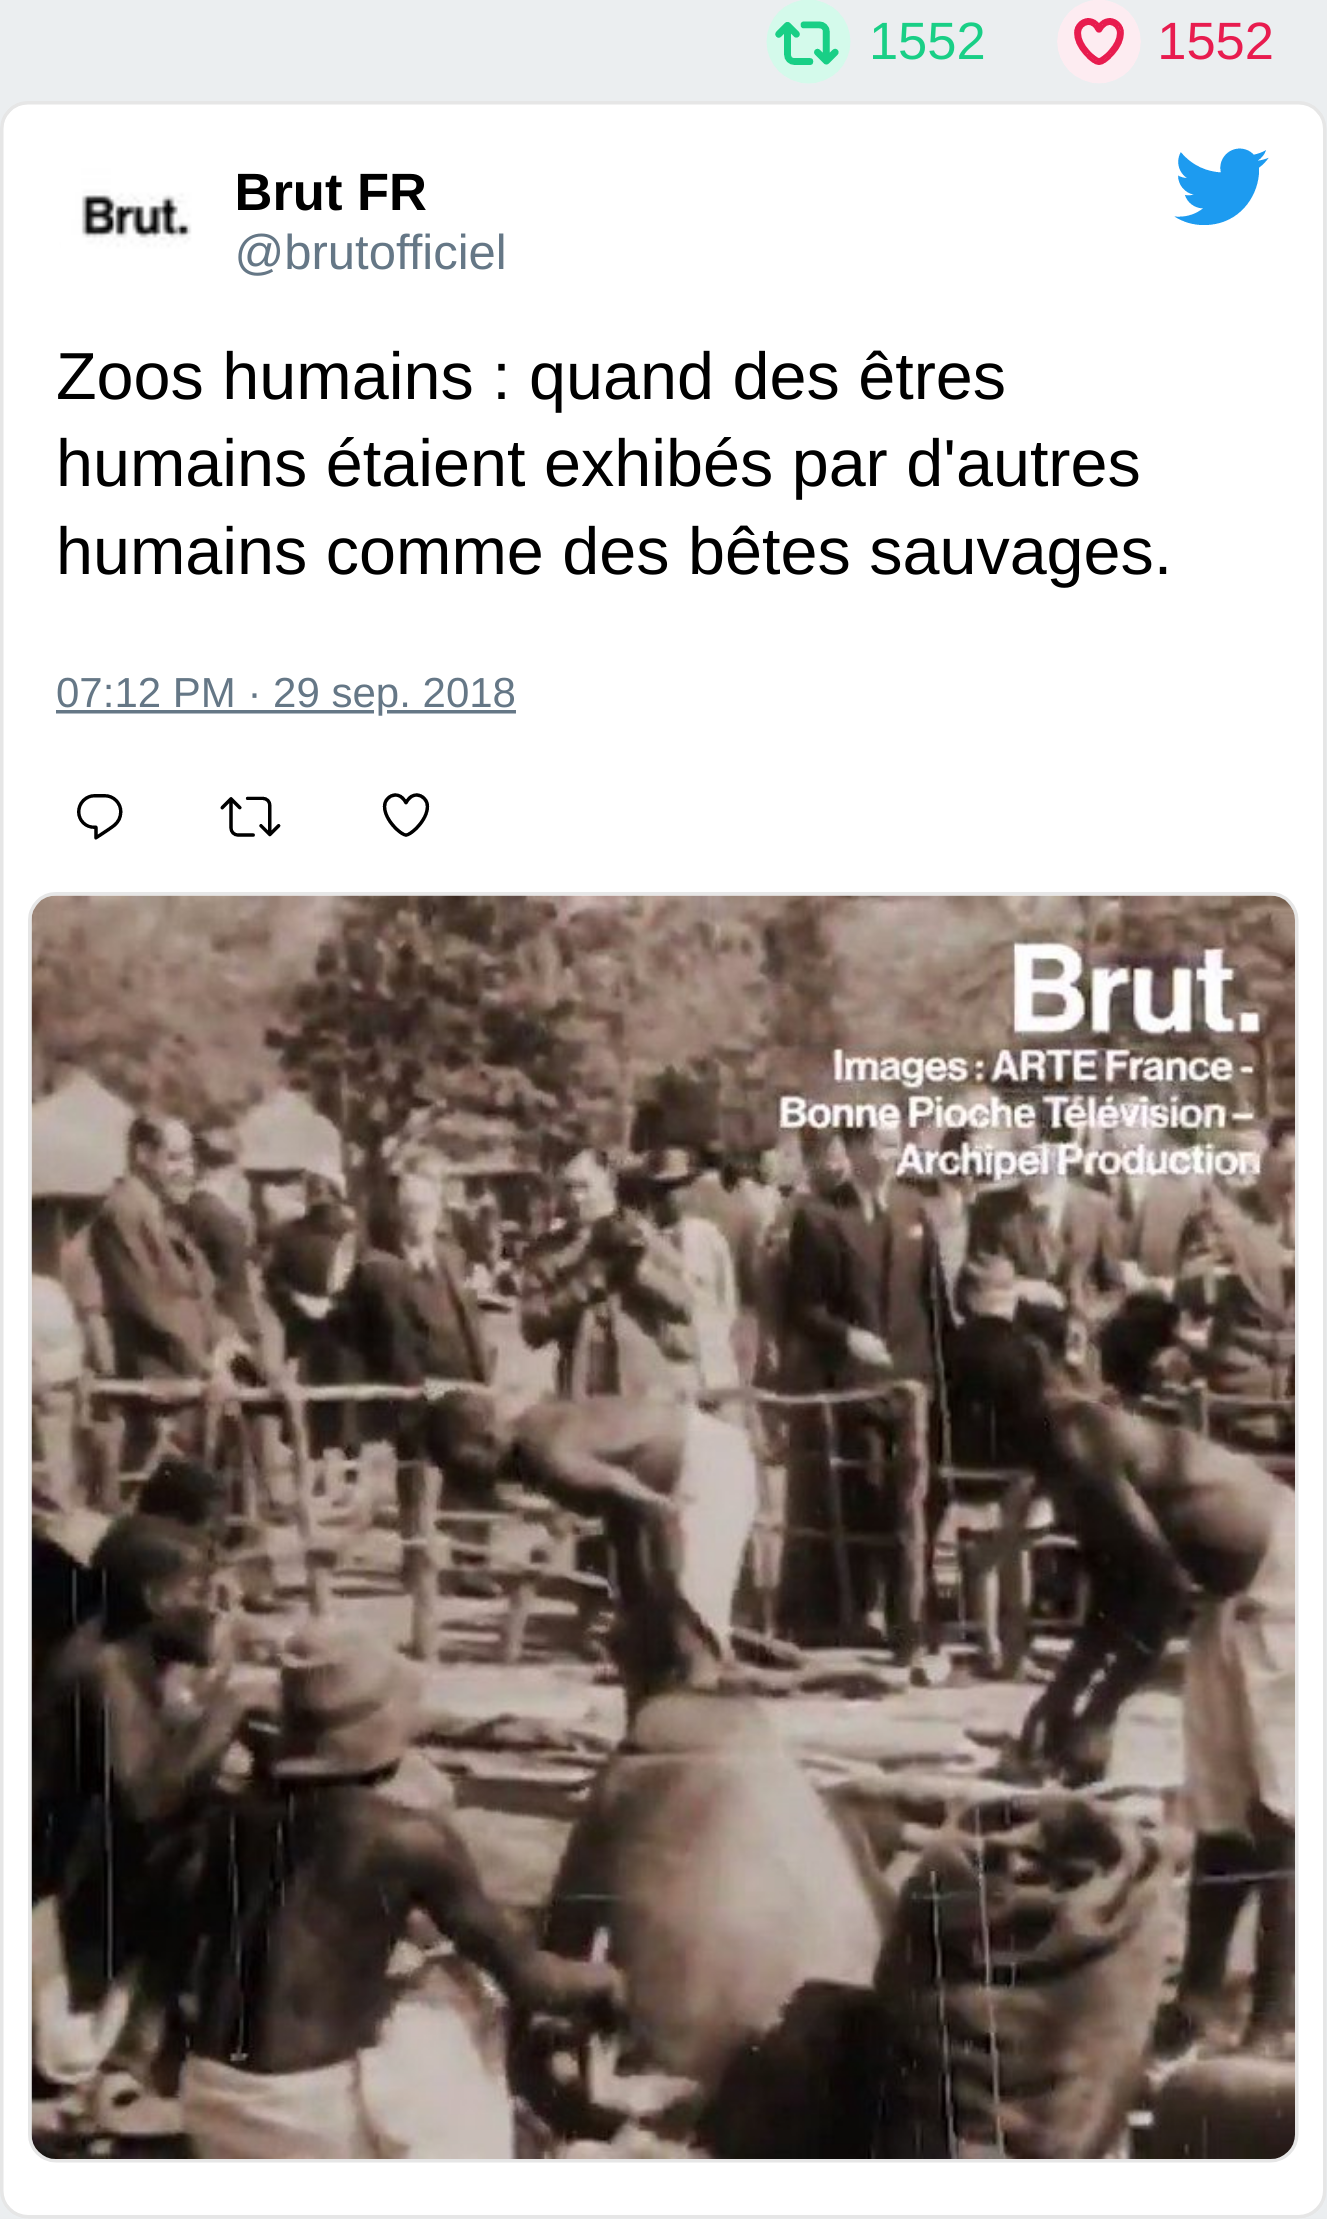 1552 1552
Brut.
Brut FR
@brutofficiel
Zoos humains : quand des êtres
humains étaient exhibés par d'autres
humains comme des bêtes sauvages.
07:12 PM · 29 sep. 2018
Brut.
Images : ARTE France -
Bonne Pioche Télévision –
Archipel Production